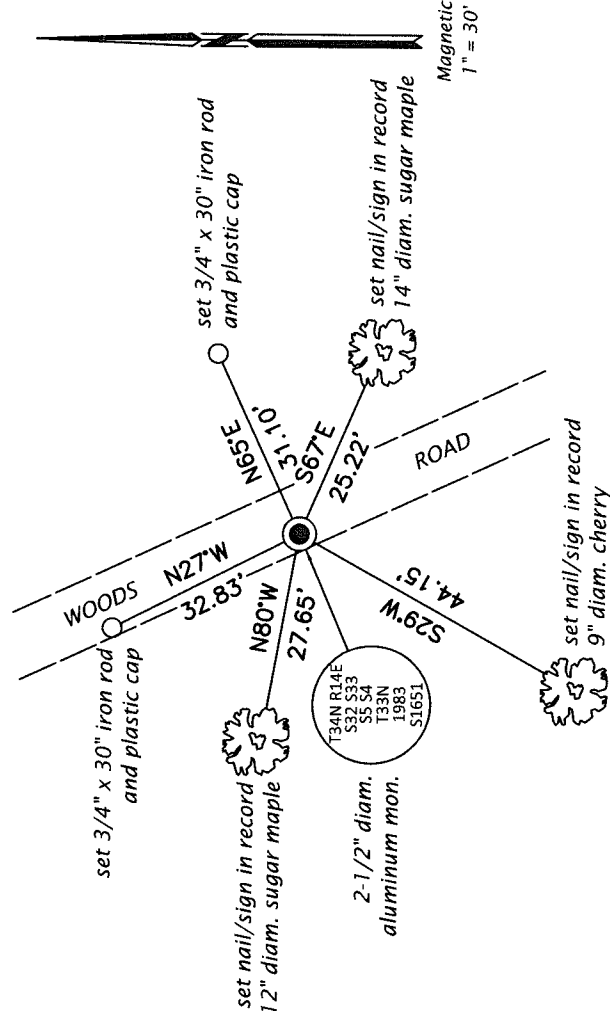 Magnetic
1" = 30'
set 3/4" x 30" iron rod
and plastic cap
set nail/sign in record
14" diam. sugar maple
N65°E
31.10'
S67°E
25.22'
ROAD
WOODS
N27°W
32.83'
set 3/4" x 30" iron rod
and plastic cap
N80°W
27.65'
S29°W
44.15'
set nail/sign in record
9" diam. cherry
set nail/sign in record
12" diam. sugar maple
T34N R14E
S32 S33
S5 S4
T33N
1983
S1651
2-1/2" diam.
aluminum mon.
N